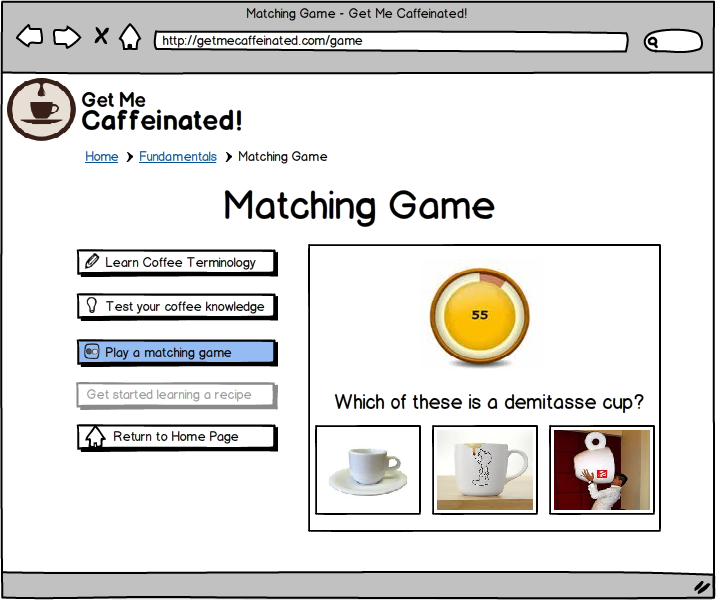 Matching Game - Get Me Caffeinated!
http://getmecaffeinated.com/game
Get Me
Caffeinated!
Home > Fundamentals > Matching Game
Matching Game
Learn Coffee Terminology
Test your coffee knowledge
Play a matching game
Get started learning a recipe
Return to Home Page
55
Which of these is a demitasse cup?